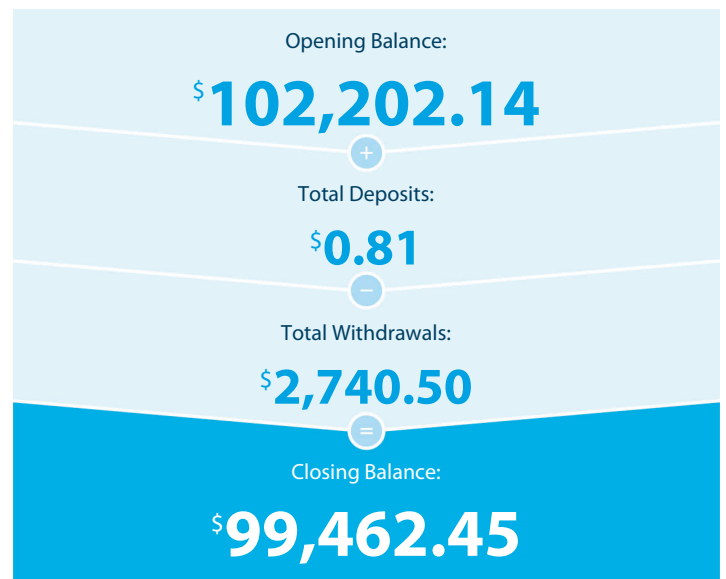 Opening Balance:
$102,202.14
+
Total Deposits:
$0.81
−
Total Withdrawals:
$2,740.50
=
Closing Balance:
$99,462.45